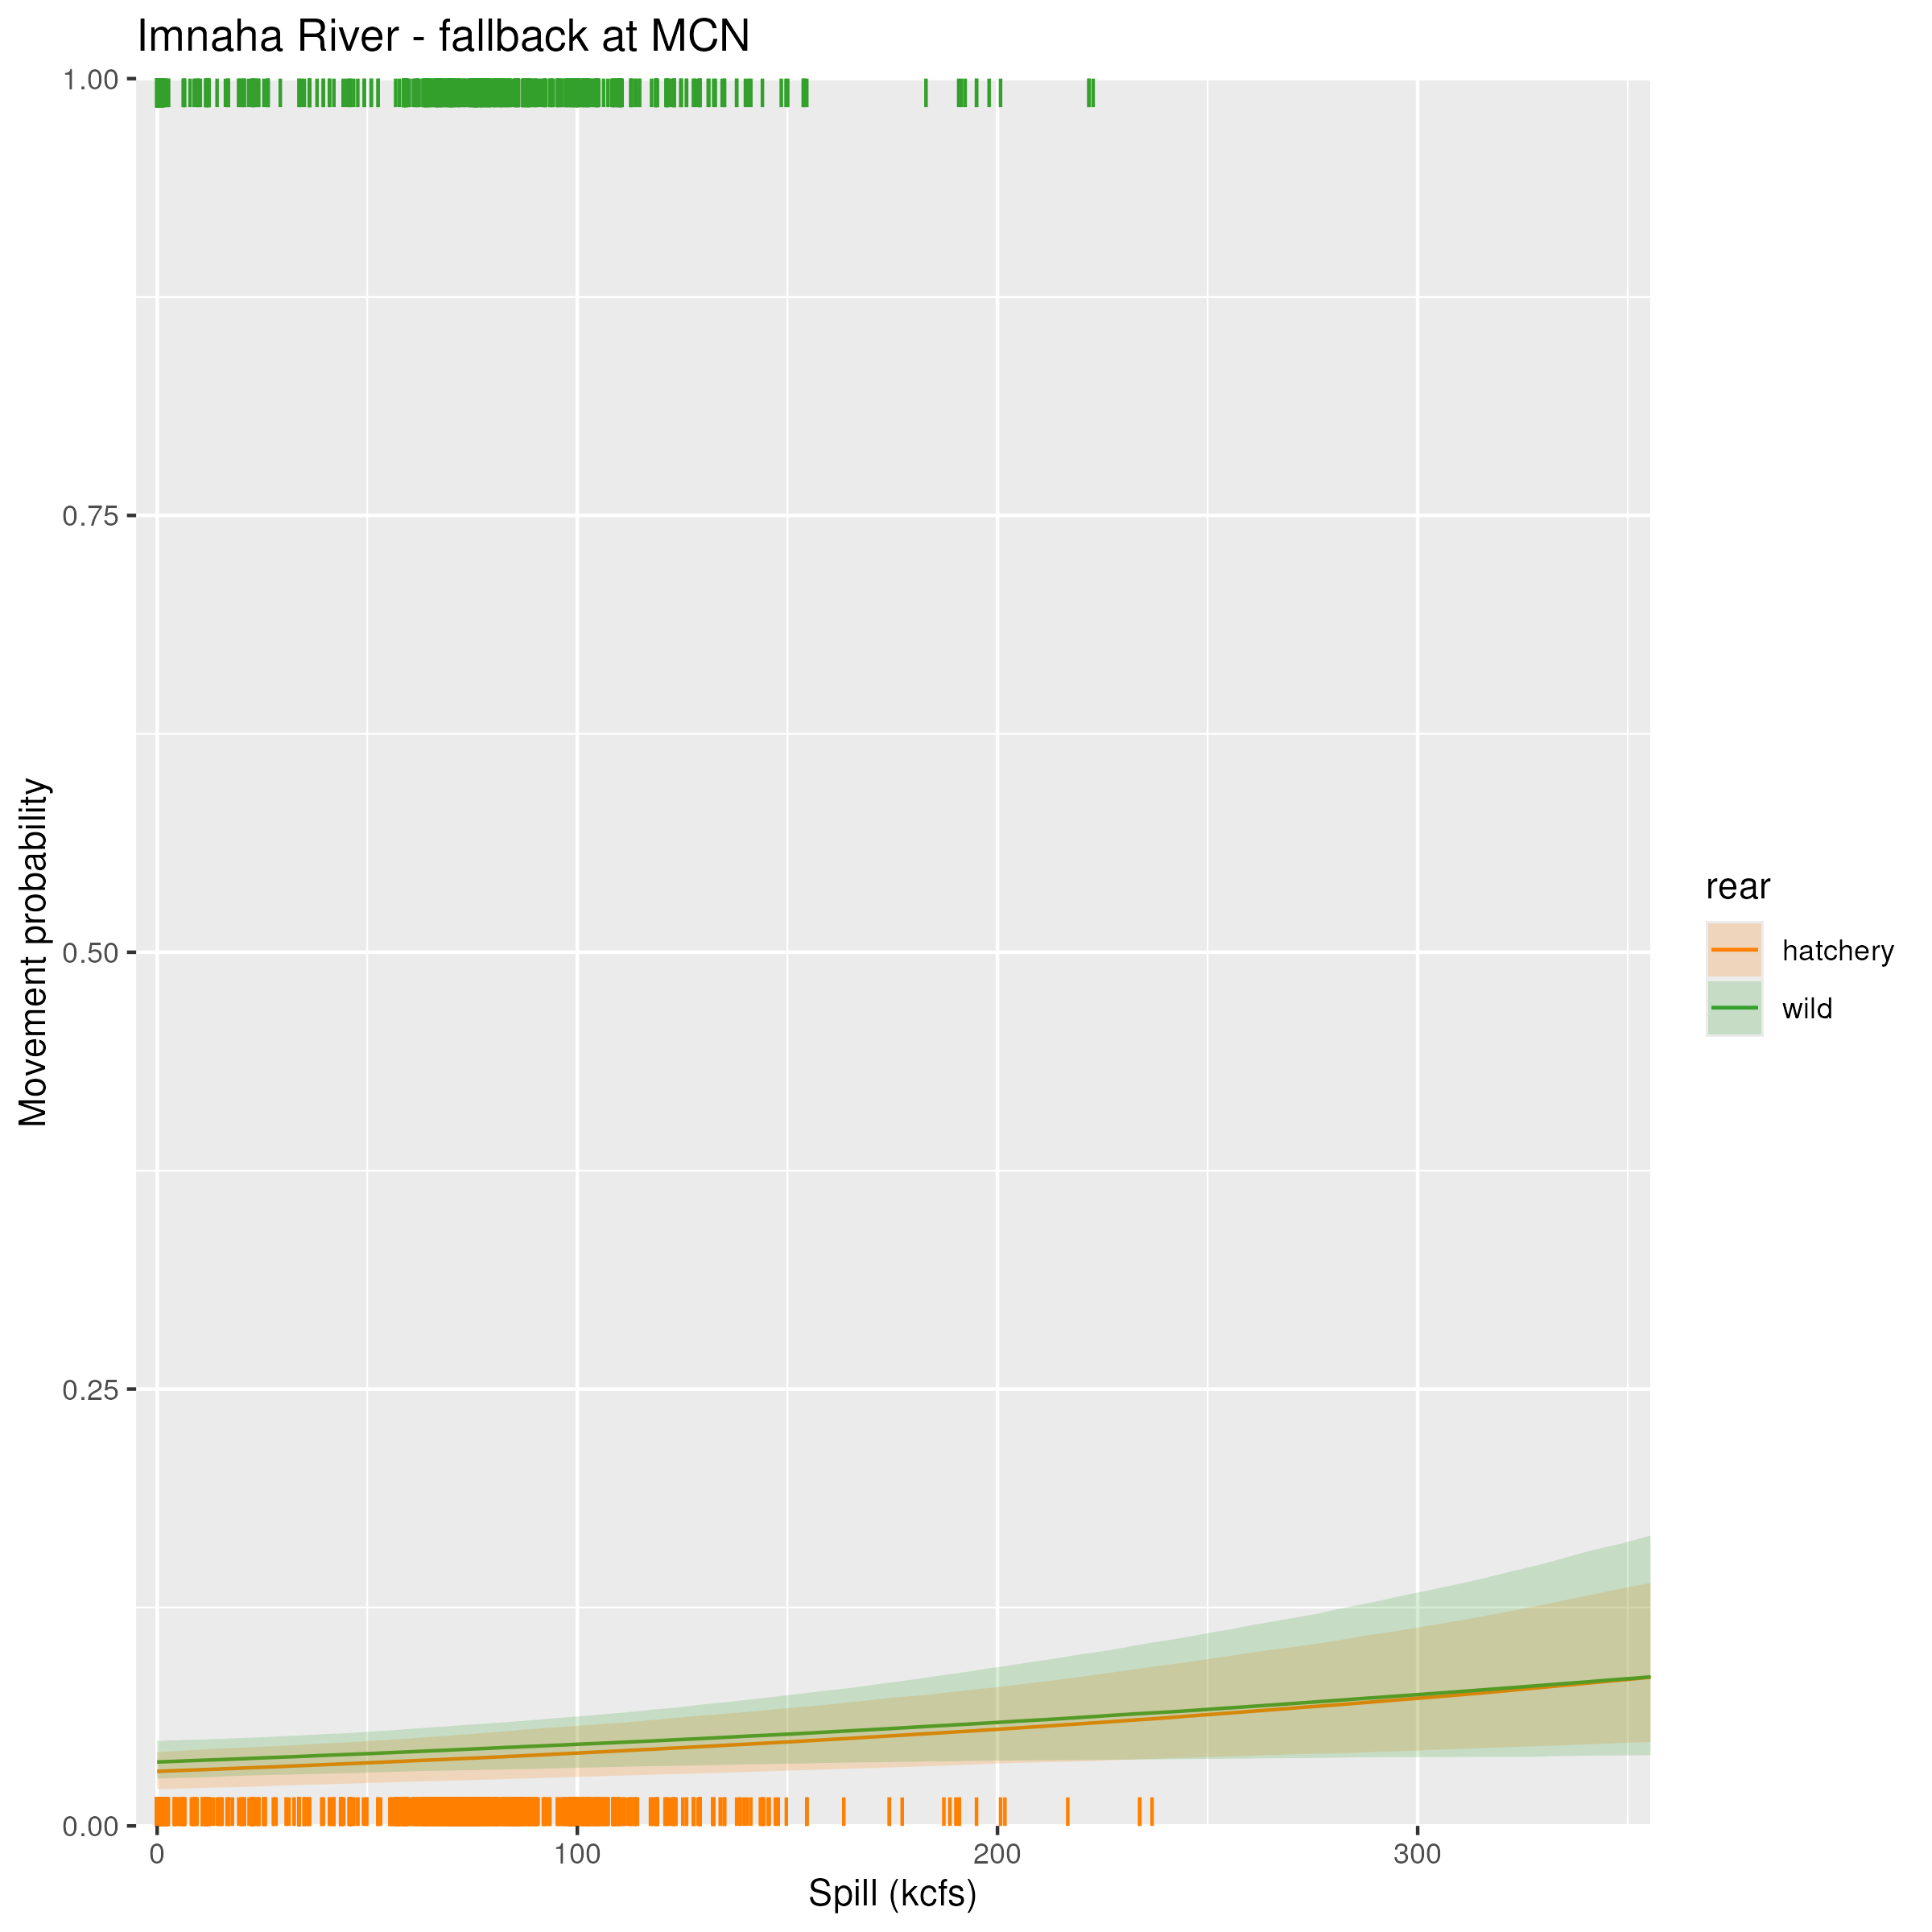 Imnaha River - fallback at MCN
1.00
0.75
0.50
0.25
0.00
Movement probability
0
100
200
300
Spill (kcfs)
rear
hatchery
wild